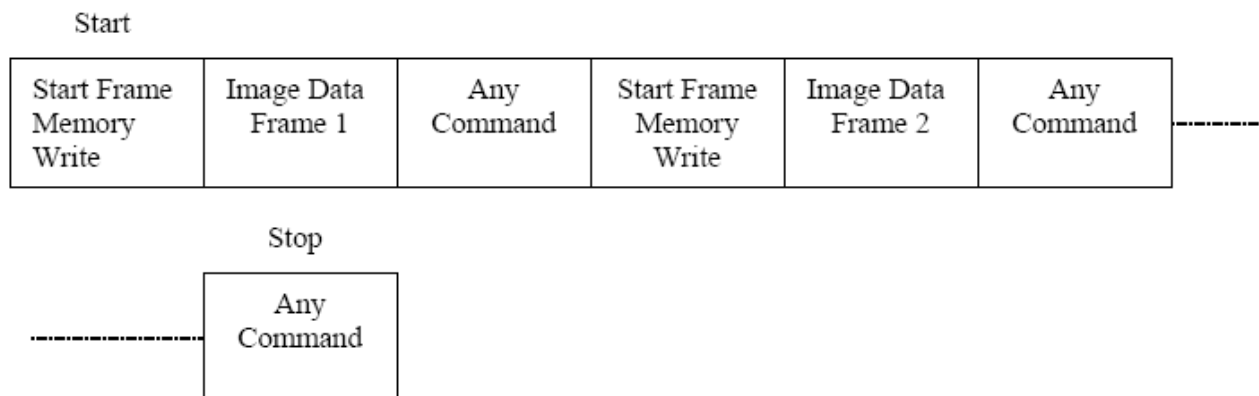 Start
Start Frame
Memory
Write
Image Data
Frame 1
Any
Command
Start Frame
Memory
Write
Image Data
Frame 2
Any
Command
Stop
Any
Command